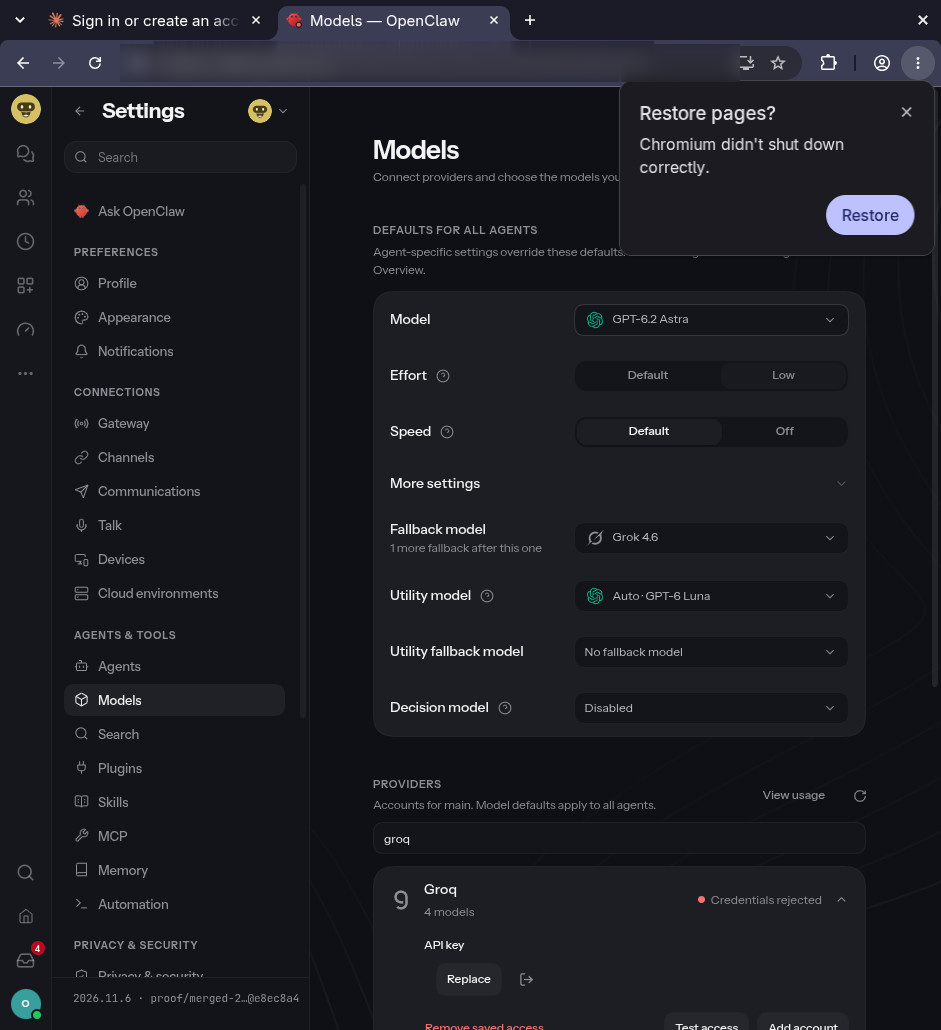 Sign in or create an acc
Models — OpenClaw
Restore pages?
Chromium didn't shut down
correctly.
Restore
Settings
Search
Ask OpenClaw
PREFERENCES
Profile
Appearance
Notifications
CONNECTIONS
Gateway
Channels
Communications
Talk
Devices
Cloud environments
AGENTS & TOOLS
Agents
Models
Search
Plugins
Skills
MCP
Memory
Automation
PRIVACY & SECURITY
Privacy & security
4
O
2026.11.6 · proof/merged-2…@e8ec8a4
Models
Connect providers and choose the models you
DEFAULTS FOR ALL AGENTS
Agent-specific settings override these defaults.
Overview.
Model
GPT-6.2 Astra
Effort
Default
Low
Speed
Default
Off
More settings
Fallback model
1 more fallback after this one
Grok 4.6
Utility model
Auto · GPT-6 Luna
Utility fallback model
No fallback model
Decision model
Disabled
PROVIDERS
Accounts for main. Model defaults apply to all agents.
View usage
groq
Groq
4 models
Credentials rejected
API key
Replace
Remove saved access
Test access
Add account